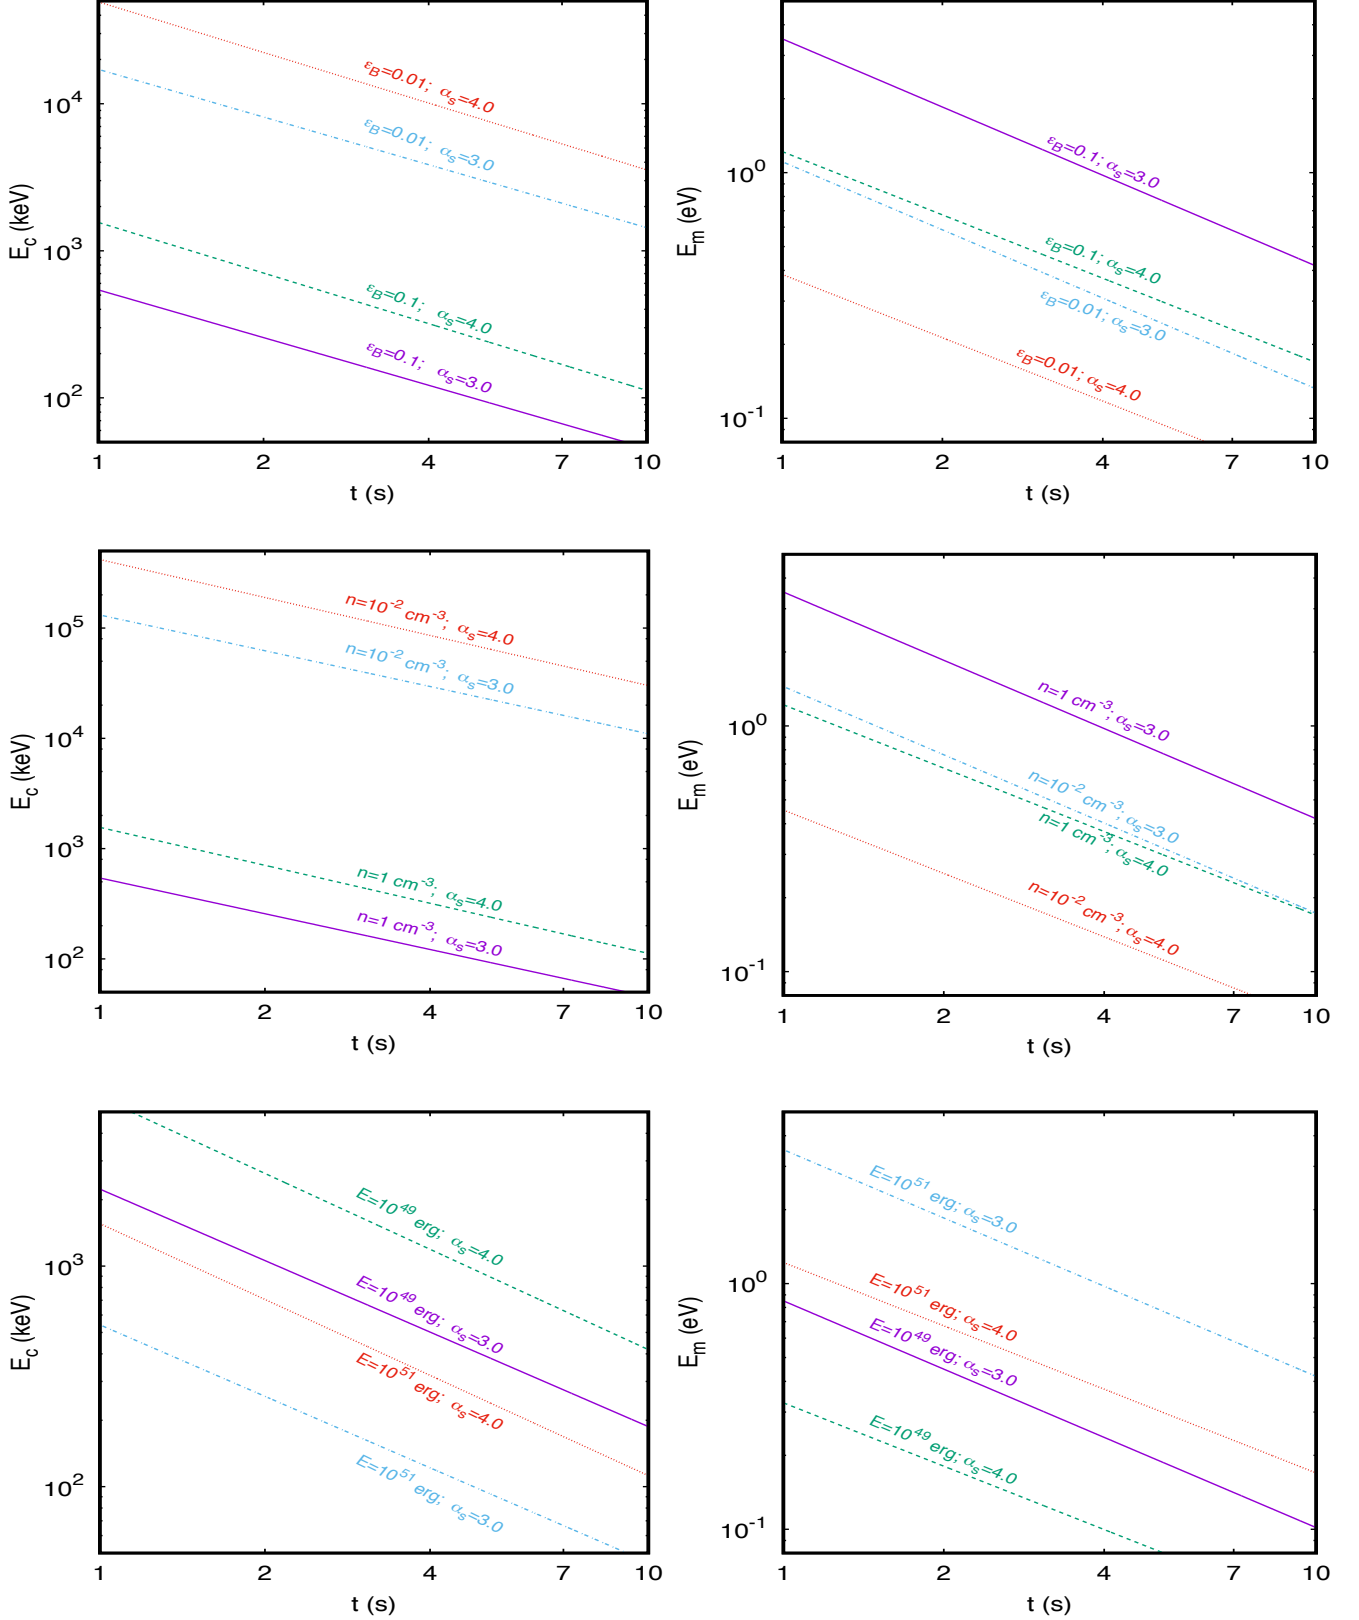 E_c (keV)
10^4
10^3
10^2
ε_B=0.01; α_s=4.0
ε_B=0.01; α_s=3.0
ε_B=0.1; α_s=4.0
ε_B=0.1; α_s=3.0
1 2 4 7 10
t (s)
E_m (eV)
10^0
10^-1
ε_B=0.1; α_s=3.0
ε_B=0.1; α_s=4.0
ε_B=0.01; α_s=3.0
ε_B=0.01; α_s=4.0
1 2 4 7 10
t (s)
E_c (keV)
10^5
10^4
10^3
10^2
n=10^-2 cm^-3; α_s=4.0
n=10^-2 cm^-3; α_s=3.0
n=1 cm^-3; α_s=4.0
n=1 cm^-3; α_s=3.0
1 2 4 7 10
t (s)
E_m (eV)
10^0
10^-1
n=1 cm^-3; α_s=3.0
n=10^-2 cm^-3; α_s=3.0
n=1 cm^-3; α_s=4.0
n=10^-2 cm^-3; α_s=4.0
1 2 4 7 10
t (s)
E_c (keV)
10^3
10^2
E=10^49 erg; α_s=4.0
E=10^49 erg; α_s=3.0
E=10^51 erg; α_s=4.0
E=10^51 erg; α_s=3.0
1 2 4 7 10
t (s)
E_m (eV)
10^0
10^-1
E=10^51 erg; α_s=3.0
E=10^51 erg; α_s=4.0
E=10^49 erg; α_s=3.0
E=10^49 erg; α_s=4.0
1 2 4 7 10
t (s)